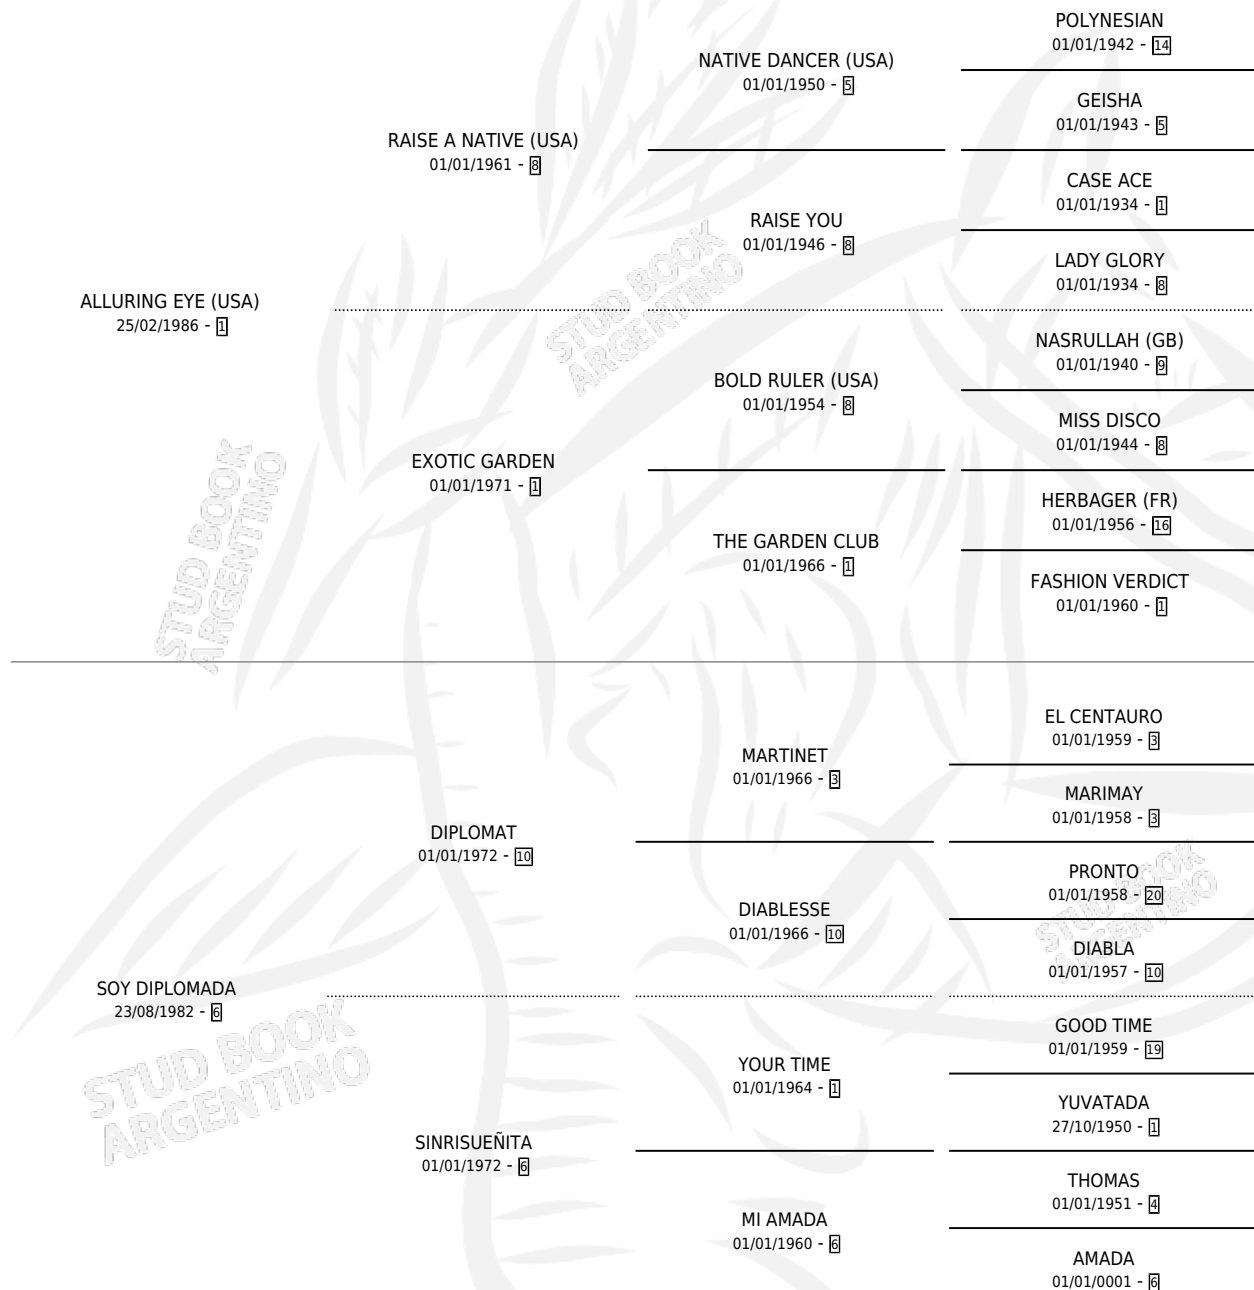 POLYNESIAN
01/01/1942 - 14
NATIVE DANCER (USA)
01/01/1950 - 5
GEISHA
01/01/1943 - 5
RAISE A NATIVE (USA)
01/01/1961 - 8
CASE ACE
01/01/1934 - 1
RAISE YOU
01/01/1946 - 8
LADY GLORY
01/01/1934 - 8
ALLURING EYE (USA)
25/02/1986 - 1
STUD BOOK
ARGENTINO
NASRULLAH (GB)
01/01/1940 - 9
BOLD RULER (USA)
01/01/1954 - 8
MISS DISCO
01/01/1944 - 8
EXOTIC GARDEN
01/01/1971 - 1
HERBAGER (FR)
01/01/1956 - 16
THE GARDEN CLUB
01/01/1966 - 1
FASHION VERDICT
01/01/1960 - 1
STUD BOOK
ARGENTINO
EL CENTAURO
01/01/1959 - 3
MARTINET
01/01/1966 - 3
MARIMAY
01/01/1958 - 3
DIPLOMAT
01/01/1972 - 10
PRONTO
01/01/1958 - 20
DIABLESSE
01/01/1966 - 10
DIABLA
01/01/1957 - 10
STUD BOOK
ARGENTINO
SOY DIPLOMADA
23/08/1982 - 6
GOOD TIME
01/01/1959 - 19
YOUR TIME
01/01/1964 - 1
YUVATADA
27/10/1950 - 1
STUD BOOK
ARGENTINO
SINRISUEÑITA
01/01/1972 - 6
THOMAS
01/01/1951 - 4
MI AMADA
01/01/1960 - 6
AMADA
01/01/0001 - 6